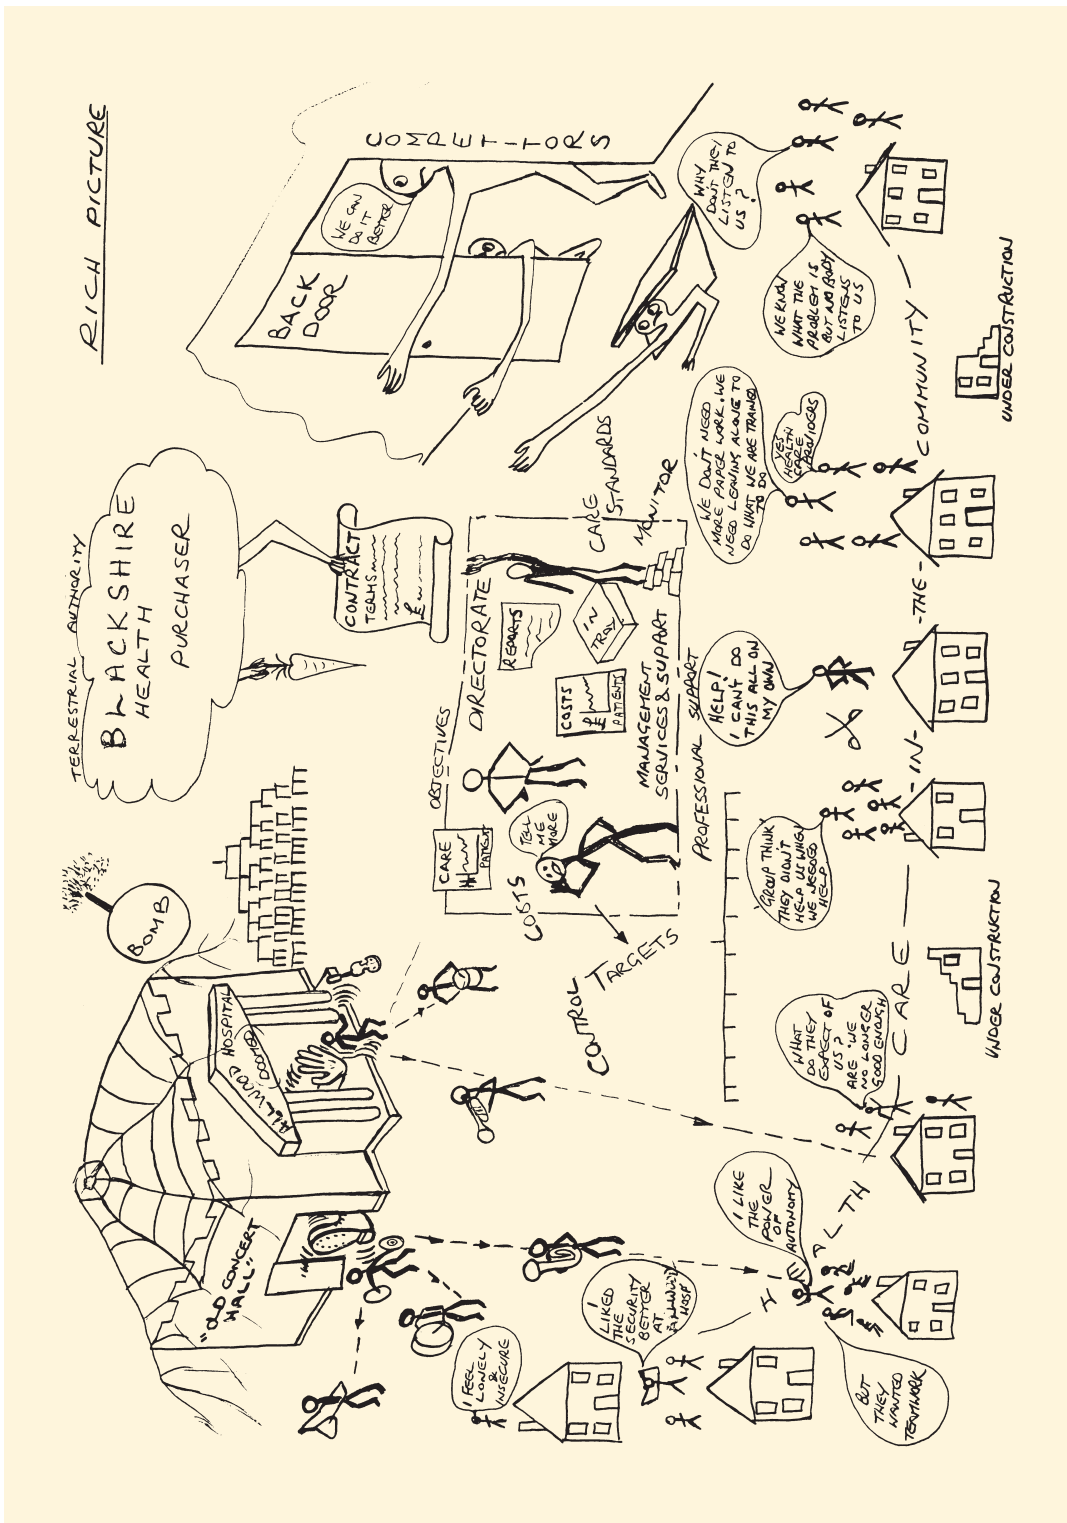 RICH PICTURE
TERRESTRIAL AUTHORITY
BLACKSHIRE
HEALTH
PURCHASER
BOMB
ALLWOOD HOSPITAL
(DOOMED)
"OLD CONCERT
HALL"
CONTRACT
TERMS
£
BACK
DOOR
WE CAN
DO IT
BETTER
COMPETITORS
OBJECTIVES
DIRECTORATE
CARE
PATIENT
REPORTS
IN
TRAY
COSTS
£
PATIENTS
TELL
ME
MORE
MANAGEMENT
SERVICES & SUPPORT
PROFESSIONAL SUPPORT
CARE
STANDARDS
MONITOR
COSTS
TARGETS
CONTROL
I FEEL
LONELY
&
INSECURE
I
LIKED
THE
SECURITY
BETTER
AT
HOSP
I LIKE
THE
POWER
OF
AUTONOMY
BUT
THEY
WANTED
TEAMWORK
WHAT
DO THEY
EXPECT OF
US?
ARE WE
NO LONGER
GOOD ENOUGH
'GROUP THINK'
THEY DIDN'T
HELP US WHEN
WE NEEDED
HELP.
HELP!
I CAN'T DO
THIS ALL ON
MY OWN
WE DON'T NEED
MORE PAPER WORK. WE
NEED LEAVING ALONE TO
DO WHAT WE ARE TRAINED
TO DO
YES
HEALTH
CARE
PROVIDERS
WHY
DON'T THEY
LISTEN TO
US?
WE KNOW
WHAT THE
PROBLEM IS
BUT NOBODY
LISTENS
TO US
HEALTH CARE - IN - THE - COMMUNITY
UNDER CONSTRUCTION
UNDER CONSTRUCTION